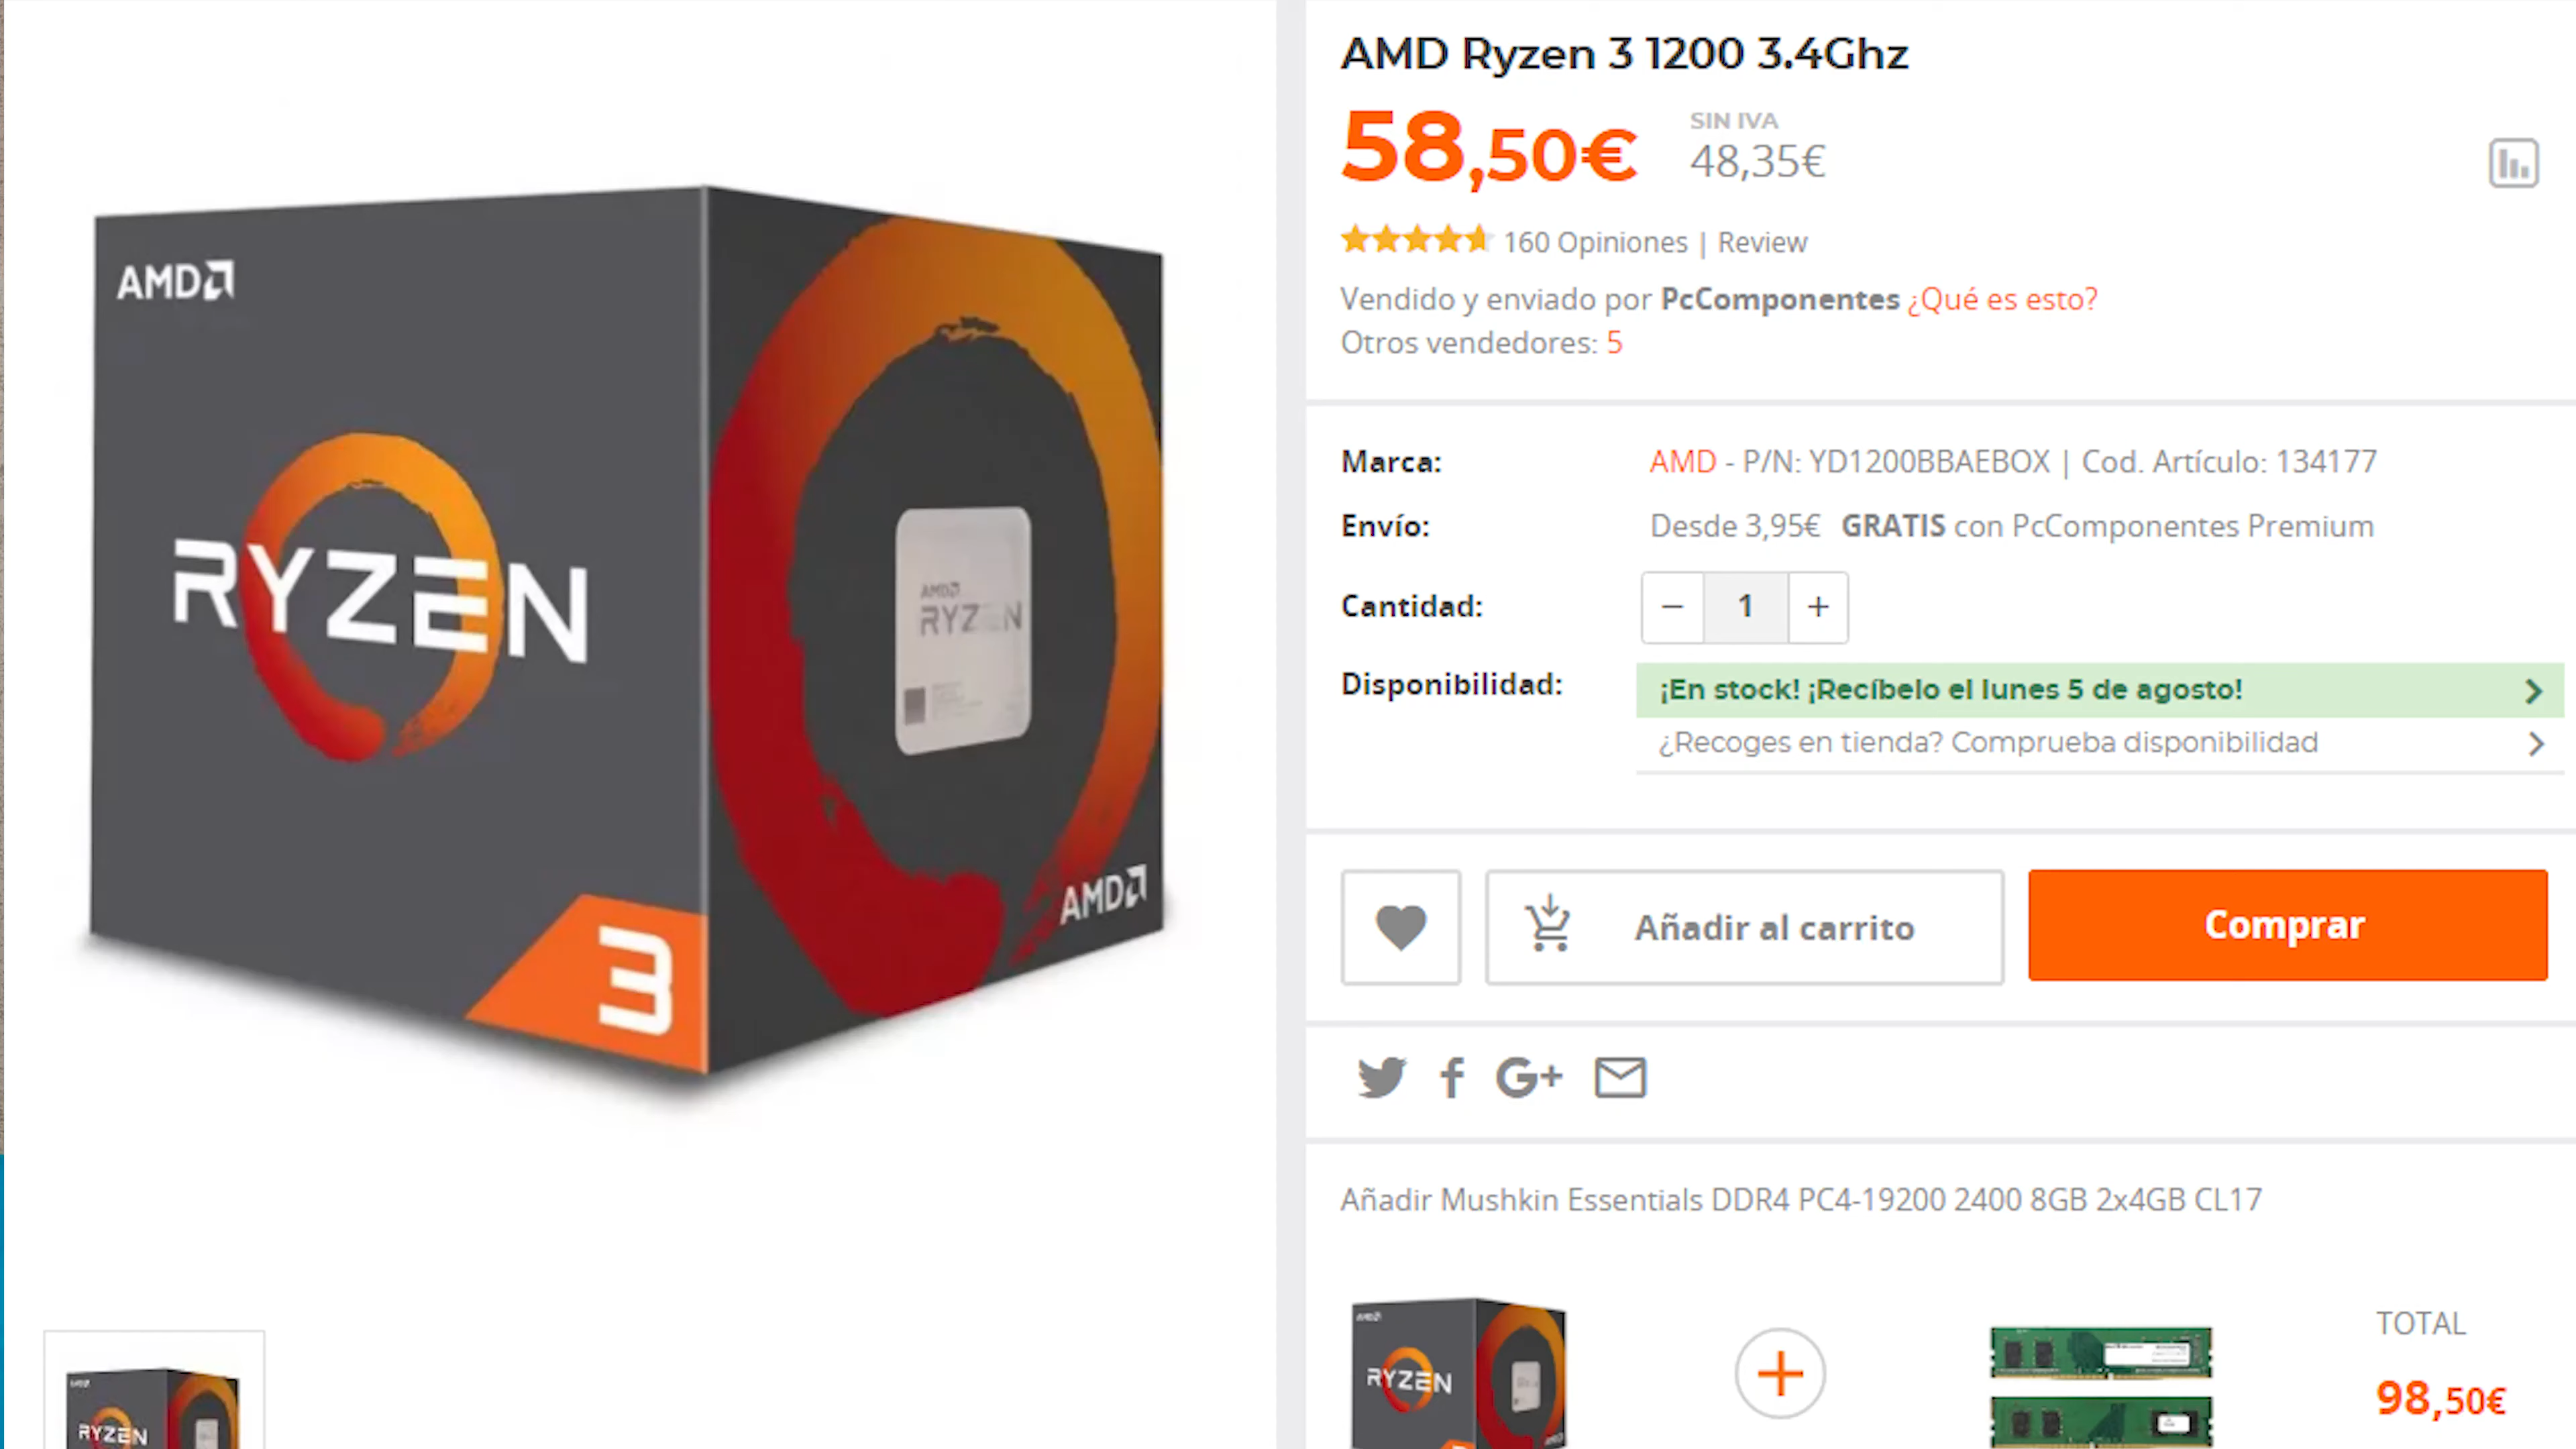 AMD
RYZEN
3
AMD
RYZEN
AMD
AMD Ryzen 3 1200 3.4Ghz
58,50€
SIN IVA
48,35€
160 Opiniones | Review
Vendido y enviado por PcComponentes ¿Qué es esto?
Otros vendedores: 5
Marca: AMD - P/N: YD1200BBAEBOX | Cod. Artículo: 134177
Envío: Desde 3,95€ GRATIS con PcComponentes Premium
Cantidad: − 1 +
Disponibilidad: ¡En stock! ¡Recíbelo el lunes 5 de agosto!
¿Recoges en tienda? Comprueba disponibilidad
Añadir al carrito
Comprar
f G+
Añadir Mushkin Essentials DDR4 PC4-19200 2400 8GB 2x4GB CL17
AMD
RYZEN
+
TOTAL
98,50€
RYZEN